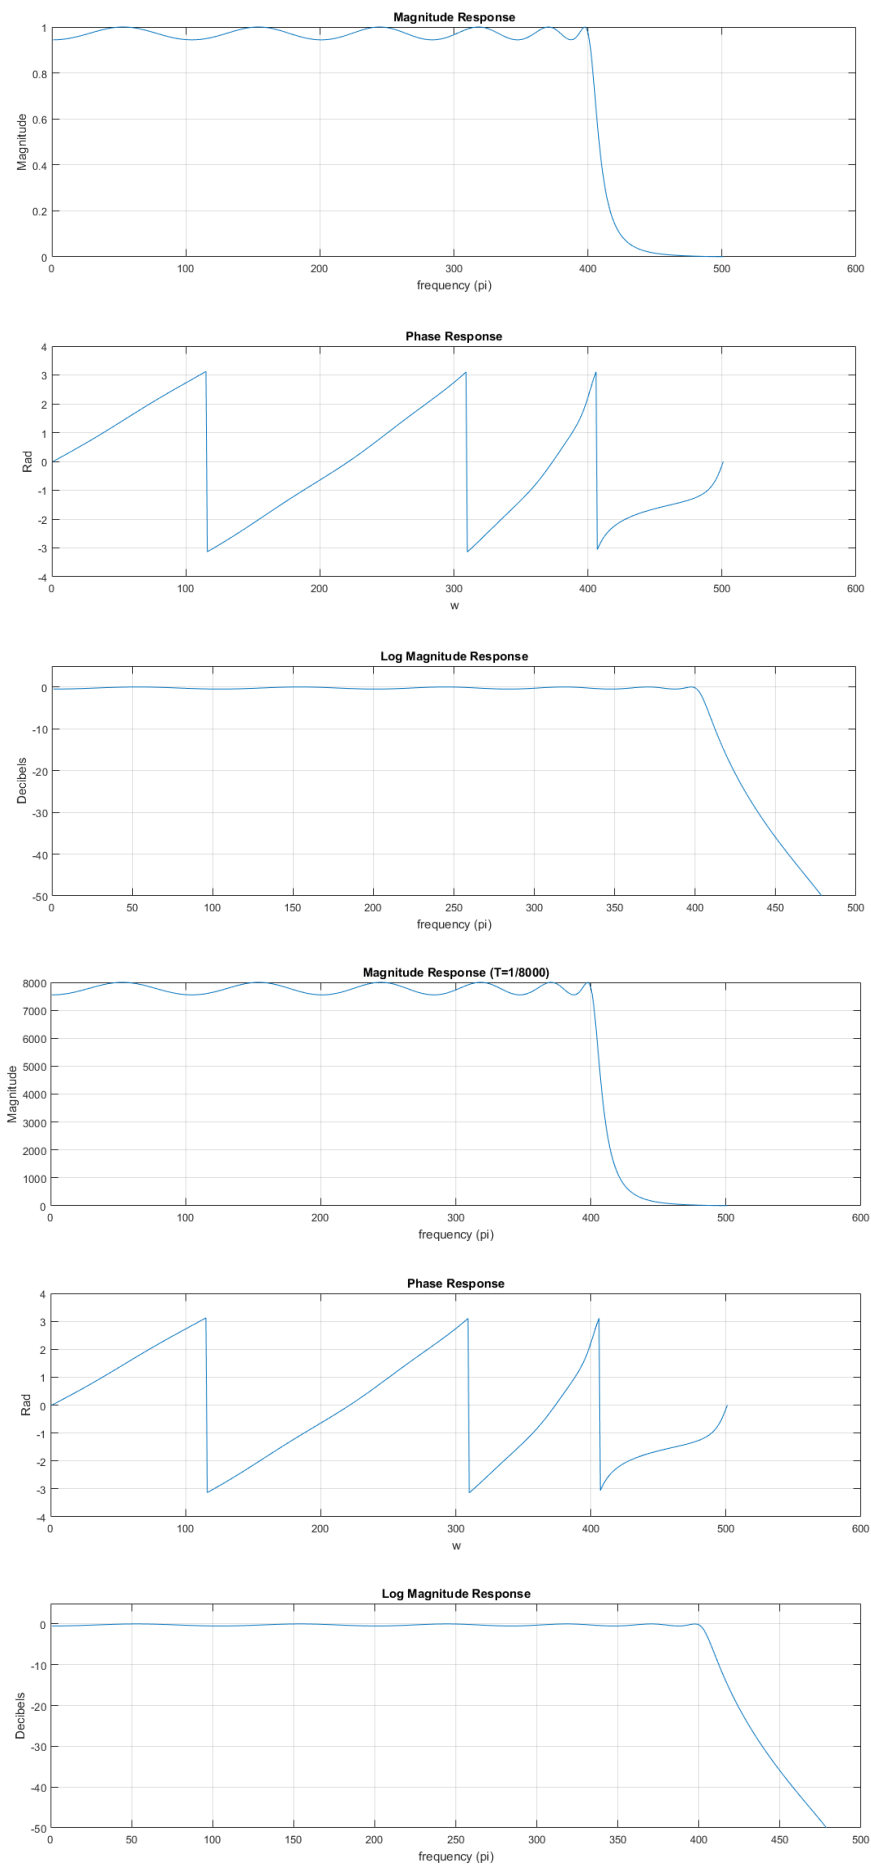 Magnitude Response
1
0.8
0.6
0.4
0.2
0
Magnitude
0 100 200 300 400 500 600
frequency (pi)
Phase Response
4
3
2
1
0
-1
-2
-3
-4
Rad
0 100 200 300 400 500 600
w
Log Magnitude Response
0
-10
-20
-30
-40
-50
Decibels
0 50 100 150 200 250 300 350 400 450 500
frequency (pi)
Magnitude Response (T=1/8000)
8000
7000
6000
5000
4000
3000
2000
1000
0
Magnitude
0 100 200 300 400 500 600
frequency (pi)
Phase Response
4
3
2
1
0
-1
-2
-3
-4
Rad
0 100 200 300 400 500 600
w
Log Magnitude Response
0
-10
-20
-30
-40
-50
Decibels
0 50 100 150 200 250 300 350 400 450 500
frequency (pi)